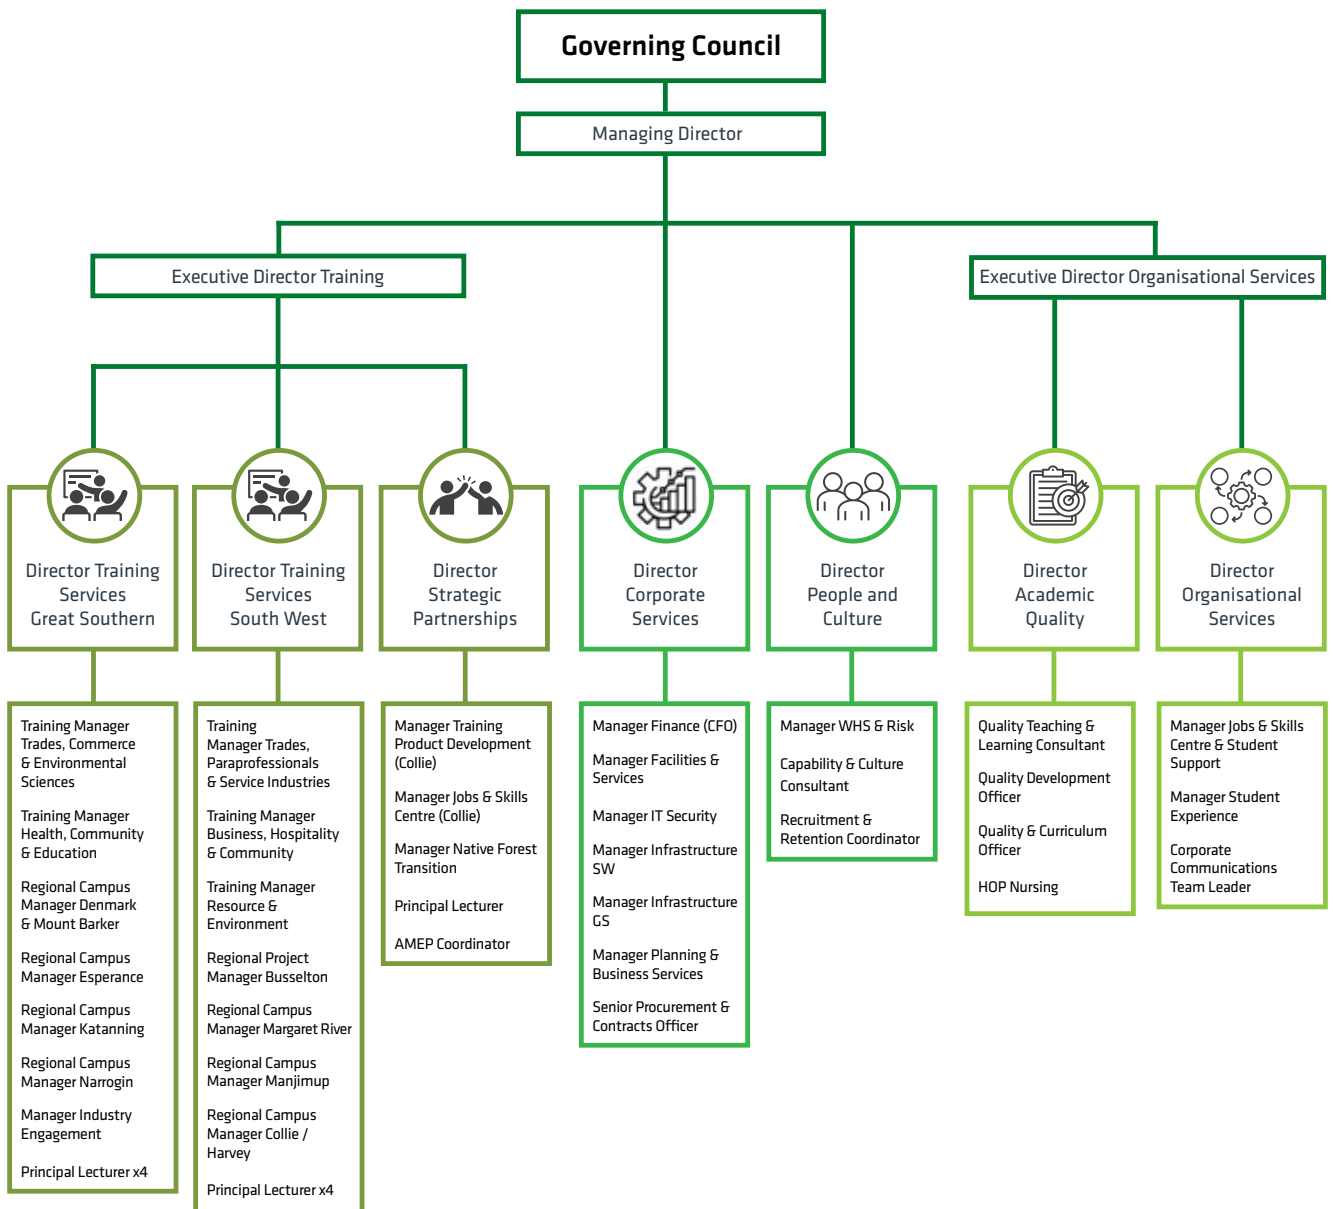 Governing Council
Managing Director
Executive Director Training
Executive Director Organisational Services
Director Training
Services
Great Southern
Director Training
Services
South West
Director
Strategic
Partnerships
Director
Corporate
Services
Director
People and
Culture
Director
Academic
Quality
Director
Organisational
Services
Training Manager
Trades, Commerce
& Environmental
Sciences
Training Manager
Health, Community
& Education
Regional Campus
Manager Denmark
& Mount Barker
Regional Campus
Manager Esperance
Regional Campus
Manager Katanning
Regional Campus
Manager Narrogin
Manager Industry
Engagement
Principal Lecturer x4
Training
Manager Trades,
Paraprofessionals
& Service Industries
Training Manager
Business, Hospitality
& Community
Training Manager
Resource &
Environment
Regional Project
Manager Busselton
Regional Campus
Manager Margaret River
Regional Campus
Manager Manjimup
Regional Campus
Manager Collie /
Harvey
Principal Lecturer x4
Manager Training
Product Development
(Collie)
Manager Jobs & Skills
Centre (Collie)
Manager Native Forest
Transition
Principal Lecturer
AMEP Coordinator
Manager Finance (CFO)
Manager Facilities &
Services
Manager IT Security
Manager Infrastructure
SW
Manager Infrastructure
GS
Manager Planning &
Business Services
Senior Procurement &
Contracts Officer
Manager WHS & Risk
Capability & Culture
Consultant
Recruitment &
Retention Coordinator
Quality Teaching &
Learning Consultant
Quality Development
Officer
Quality & Curriculum
Officer
HOP Nursing
Manager Jobs & Skills
Centre & Student
Support
Manager Student
Experience
Corporate
Communications
Team Leader